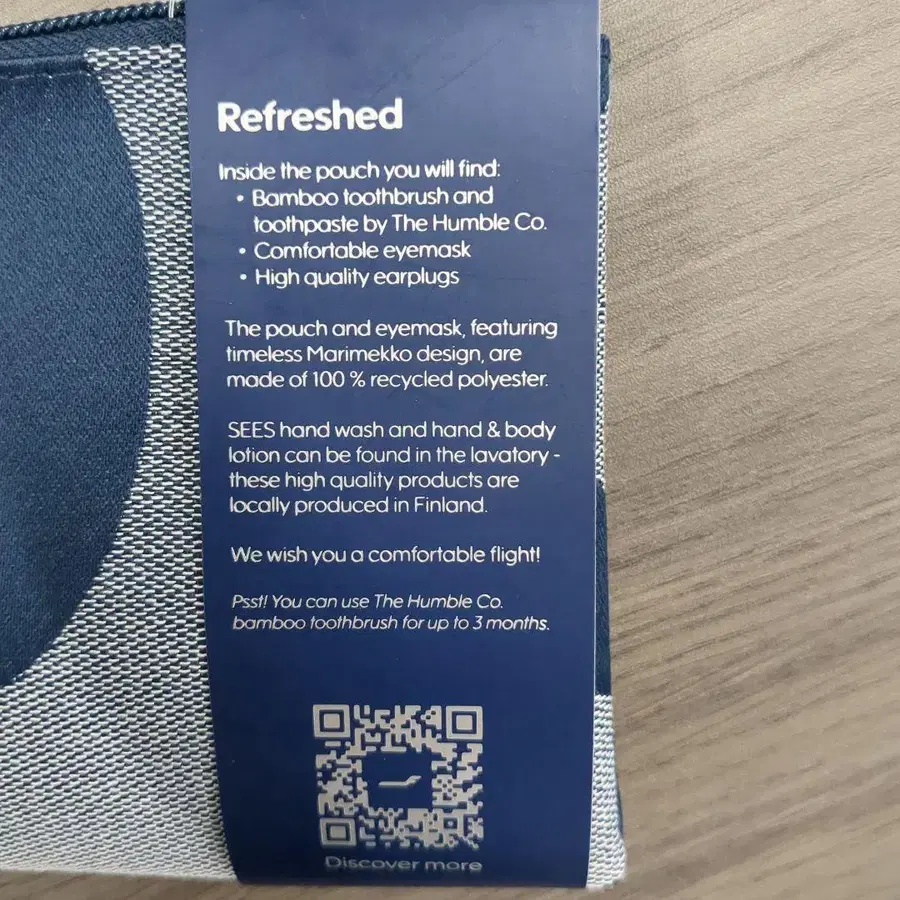 Refreshed
Inside the pouch you will find:
• Bamboo toothbrush and
toothpaste by The Humble Co.
• Comfortable eyemask
• High quality earplugs
The pouch and eyemask, featuring
timeless Marimekko design, are
made of 100 % recycled polyester.
SEES hand wash and hand & body
lotion can be found in the lavatory -
these high quality products are
locally produced in Finland.
We wish you a comfortable flight!
Psst! You can use The Humble Co.
bamboo toothbrush for up to 3 months.
Discover more